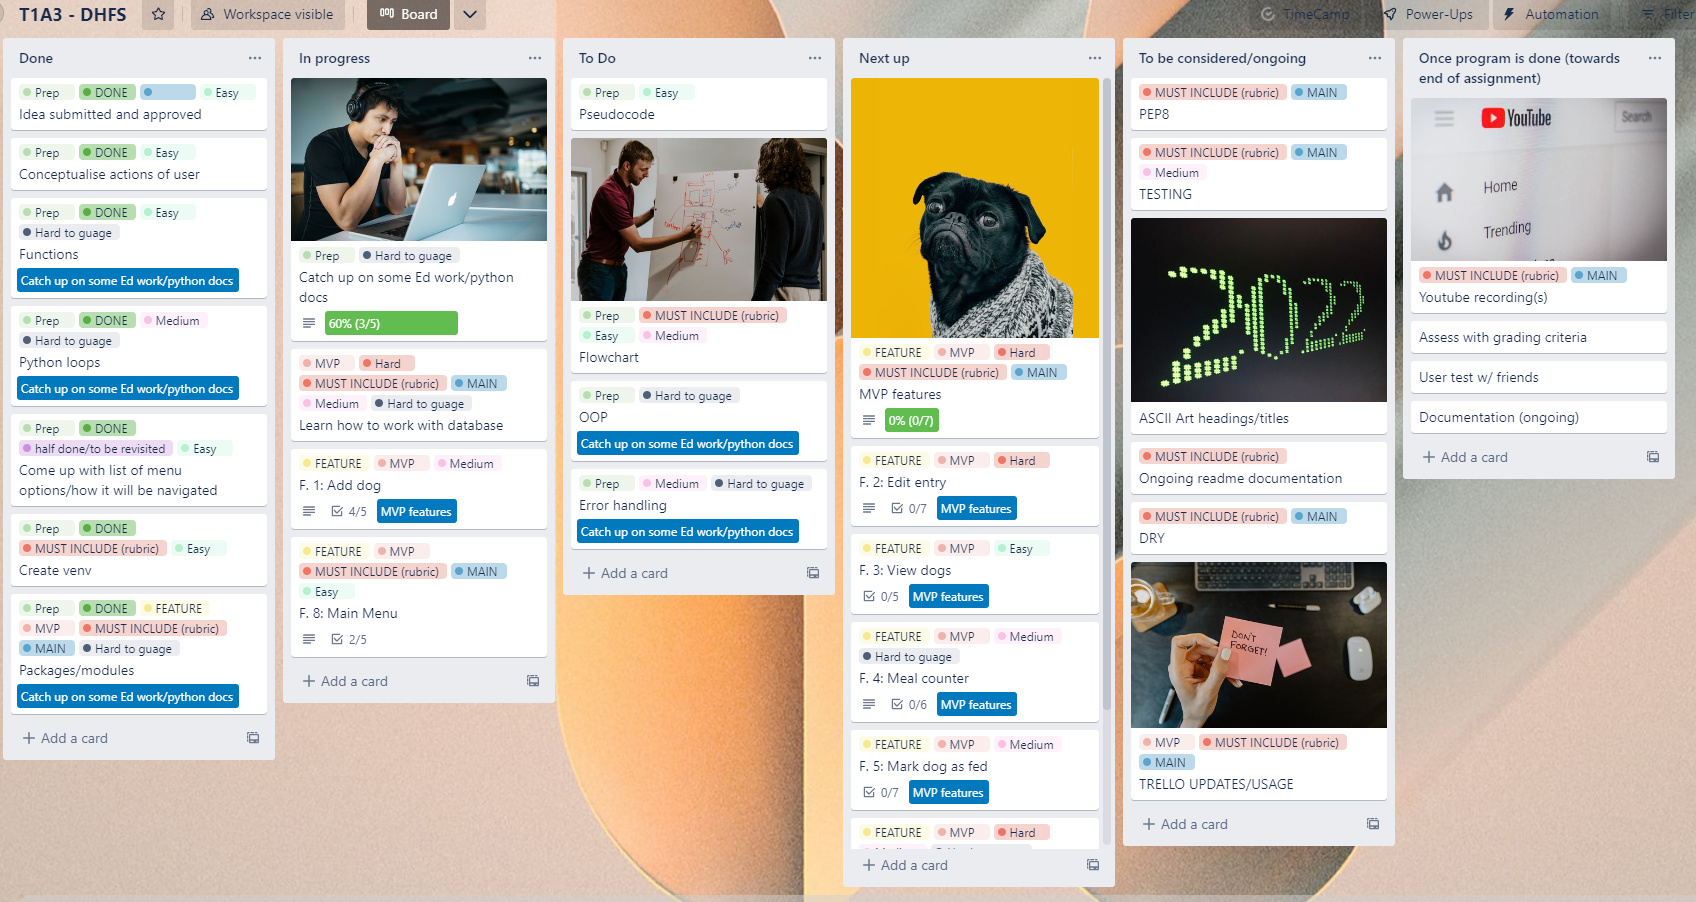 T1A3 - DHFS
Workspace visible
Board
TimeCamp
Power-Ups
Automation
Filter
Done
Prep DONE Easy
Idea submitted and approved
Prep DONE Easy
Conceptualise actions of user
Prep DONE Easy
Hard to guage
Functions
Catch up on some Ed work/python docs
Prep DONE Medium
Hard to guage
Python loops
Catch up on some Ed work/python docs
Prep DONE
half done/to be revisited Easy
Come up with list of menu
options/how it will be navigated
Prep DONE
MUST INCLUDE (rubric) Easy
Create venv
Prep DONE FEATURE
MVP MUST INCLUDE (rubric)
MAIN Hard to guage
Packages/modules
Catch up on some Ed work/python docs
+ Add a card
In progress
Prep Hard to guage
Catch up on some Ed work/python
docs
60% (3/5)
MVP Hard
MUST INCLUDE (rubric) MAIN
Medium Hard to guage
Learn how to work with database
FEATURE MVP Medium
F. 1: Add dog
4/5 MVP features
FEATURE MVP
MUST INCLUDE (rubric) MAIN
Easy
F. 8: Main Menu
2/5
+ Add a card
To Do
Prep Easy
Pseudocode
Prep MUST INCLUDE (rubric)
Easy Medium
Flowchart
Prep Hard to guage
OOP
Catch up on some Ed work/python docs
Prep Medium Hard to guage
Error handling
Catch up on some Ed work/python docs
+ Add a card
Next up
FEATURE MVP Hard
MUST INCLUDE (rubric) MAIN
MVP features
0% (0/7)
FEATURE MVP Hard
F. 2: Edit entry
0/7 MVP features
FEATURE MVP Easy
F. 3: View dogs
0/5 MVP features
FEATURE MVP Medium
Hard to guage
F. 4: Meal counter
0/6 MVP features
FEATURE MVP Medium
F. 5: Mark dog as fed
0/7 MVP features
FEATURE MVP Hard
+ Add a card
To be considered/ongoing
MUST INCLUDE (rubric) MAIN
PEP8
MUST INCLUDE (rubric) MAIN
Medium
TESTING
2022
ASCII Art headings/titles
MUST INCLUDE (rubric)
Ongoing readme documentation
MUST INCLUDE (rubric) MAIN
DRY
DON'T
FORGET!
MVP MUST INCLUDE (rubric)
MAIN
TRELLO UPDATES/USAGE
+ Add a card
Once program is done (towards
end of assignment)
YouTube
Search
Home
Trending
MUST INCLUDE (rubric) MAIN
Youtube recording(s)
Assess with grading criteria
User test w/ friends
Documentation (ongoing)
+ Add a card